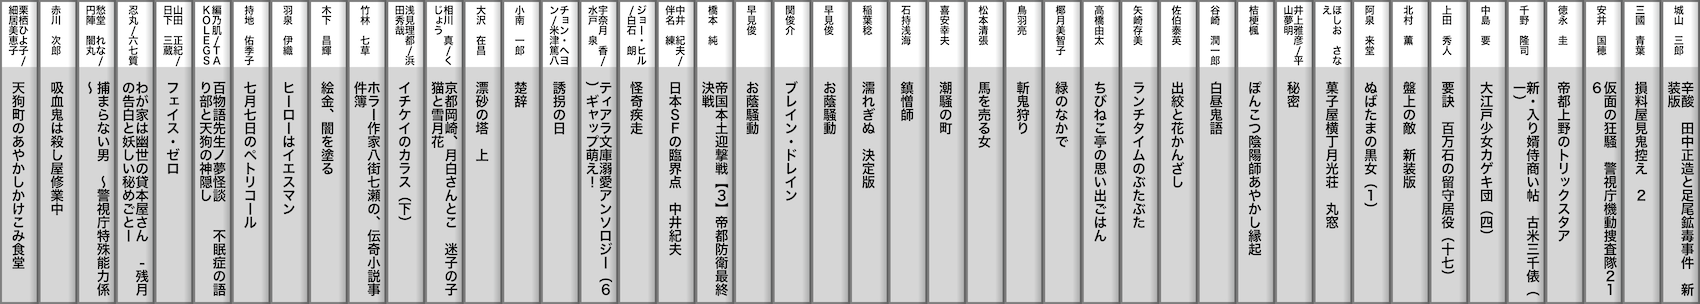 城山 三郎
辛酸 田中正造と足尾鉱毒事件 新
装版
三國 青葉
損料屋見鬼控え 2
安井 国穂
仮面の狂騒 警視庁機動捜査隊21
6
徳永 圭
帝都上野のトリックスタア
千野 隆司
新・入り婿侍商い帖 古米三千俵（
一）
中島 要
大江戸少女カゲキ団（四）
上田 秀人
要訣 百万石の留守居役（十七）
北村 薫
盤上の敵 新装版
阿泉 来堂
ぬばたまの黒女（1）
ほしお さな
え
菓子屋横丁月光荘 丸窓
井上雅彦/平
山夢明
秘密
桔梗楓
ぽんこつ陰陽師あやかし縁起
谷崎 潤一郎
白昼鬼語
佐伯泰英
出絞と花かんざし
矢崎存美
ランチタイムのぶたぶた
高橋由太
ちびねこ亭の思い出ごはん
椰月美智子
緑のなかで
鳥羽亮
斬鬼狩り
松本清張
馬を売る女
喜安幸夫
潮騒の町
石持浅海
鎮憎師
稲葉稔
濡れぎぬ 決定版
早見俊
お蔭騒動
関俊介
ブレイン・ドレイン
早見俊
お蔭騒動
橋本 純
帝国本土迎撃戦【3】帝都防衛最終
決戦
中井 紀夫/
伴名 練
日本SFの臨界点 中井紀夫
ジョー・ヒル
/白石 朗
怪奇疾走
宇奈月 香/
水戸 泉
ティアラ文庫溺愛アンソロジー（6
）ギャップ萌え！
チョン・ヘヨ
ン/米津篤八
誘拐の日
小南 一郎
楚辞
大沢 在昌
漂砂の塔 上
相川 真/く
じょう
京都岡崎、月白さんとこ 迷子の子
猫と雪月花
浅見理都/浜
田秀哉
イチケイのカラス（下）
竹林 七草
ホラー作家八街七瀬の、伝奇小説事
件簿
木下 昌輝
絵金、闇を塗る
羽泉 伊織
ヒーローはイエスマン
持地 佑季子
七月七日のペトリコール
編乃肌/TA
KOLEGS
百物語先生ノ夢怪談 不眠症の語
り部と天狗の神隠し
山田 正紀/
日下 三蔵
フェイス・ゼロ
忍丸/六七質
わが家は幽世の貸本屋さん -残月
の告白と妖しい秘めごとー
愁堂 れな/
円陣 闇丸
捕まらない男 〜警視庁特殊能力係
〜
赤川 次郎
吸血鬼は殺し屋修業中
栗栖ひよ子/
細居美恵子
天狗町のあやかしかけこみ食堂